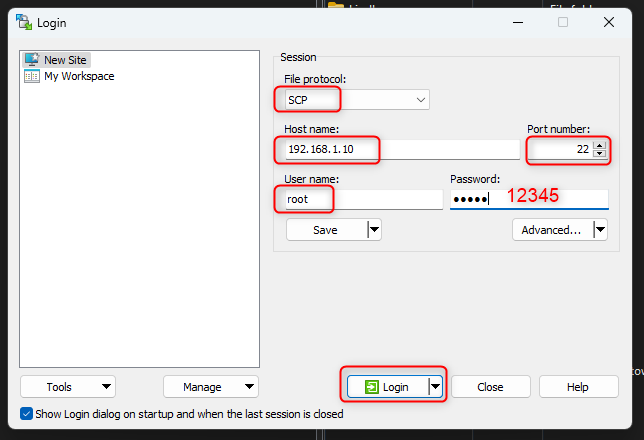 Login
New Site
My Workspace
Session
File protocol:
SCP
Host name:
Port number:
192.168.1.10
22
User name:
Password:
root
●●●●● 12345
Save
Advanced...
Tools
Manage
Login
Close
Help
Show Login dialog on startup and when the last session is closed